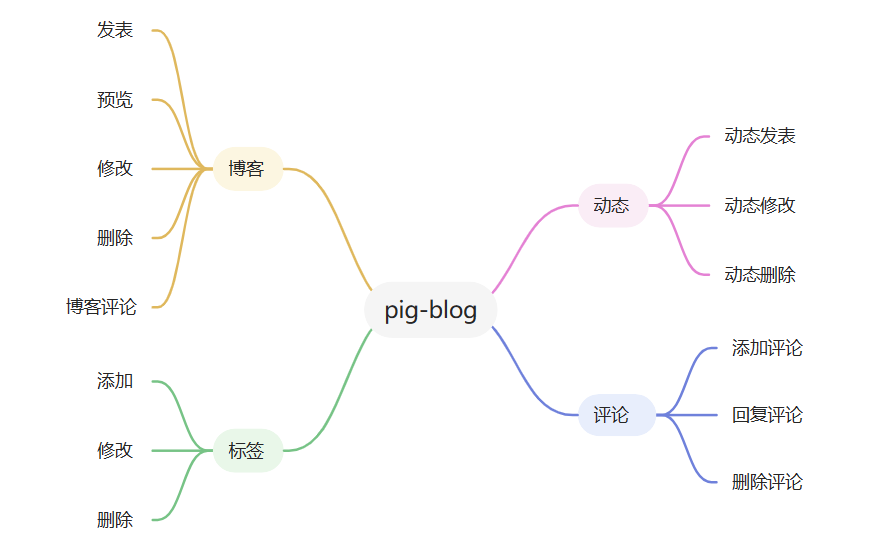 pig-blog
博客
发表
预览
修改
删除
博客评论
标签
添加
修改
删除
动态
动态发表
动态修改
动态删除
评论
添加评论
回复评论
删除评论